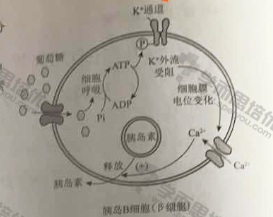 K⁺通道
葡萄糖
细胞
呼吸
ATP
P
K⁺外流
受阻
ADP
Pi
细胞膜
电位变化
胰岛素
Ca²⁺
Ca²⁺
释放
(+)
胰岛素
胰岛B细胞(β细胞)